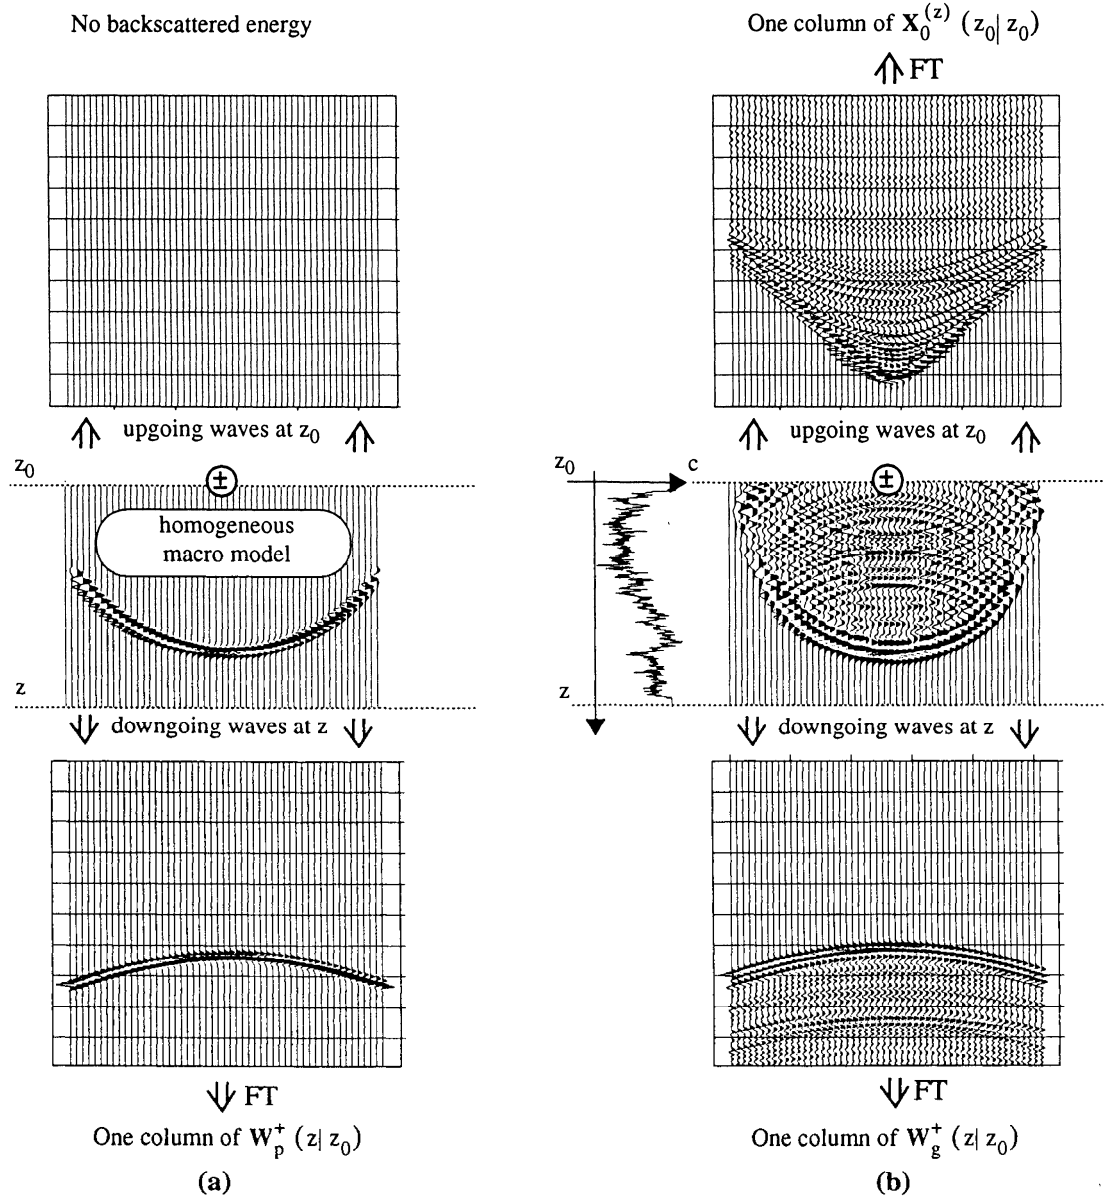 No backscattered energy
One column of X₀⁽ᶻ⁾ (z₀| z₀)
FT
upgoing waves at z₀
upgoing waves at z₀
z₀
±
z₀
c
±
homogeneous
macro model
z
z
downgoing waves at z
downgoing waves at z
FT
FT
One column of W⁺ₚ (z| z₀)
One column of W⁺g (z| z₀)
(a)
(b)